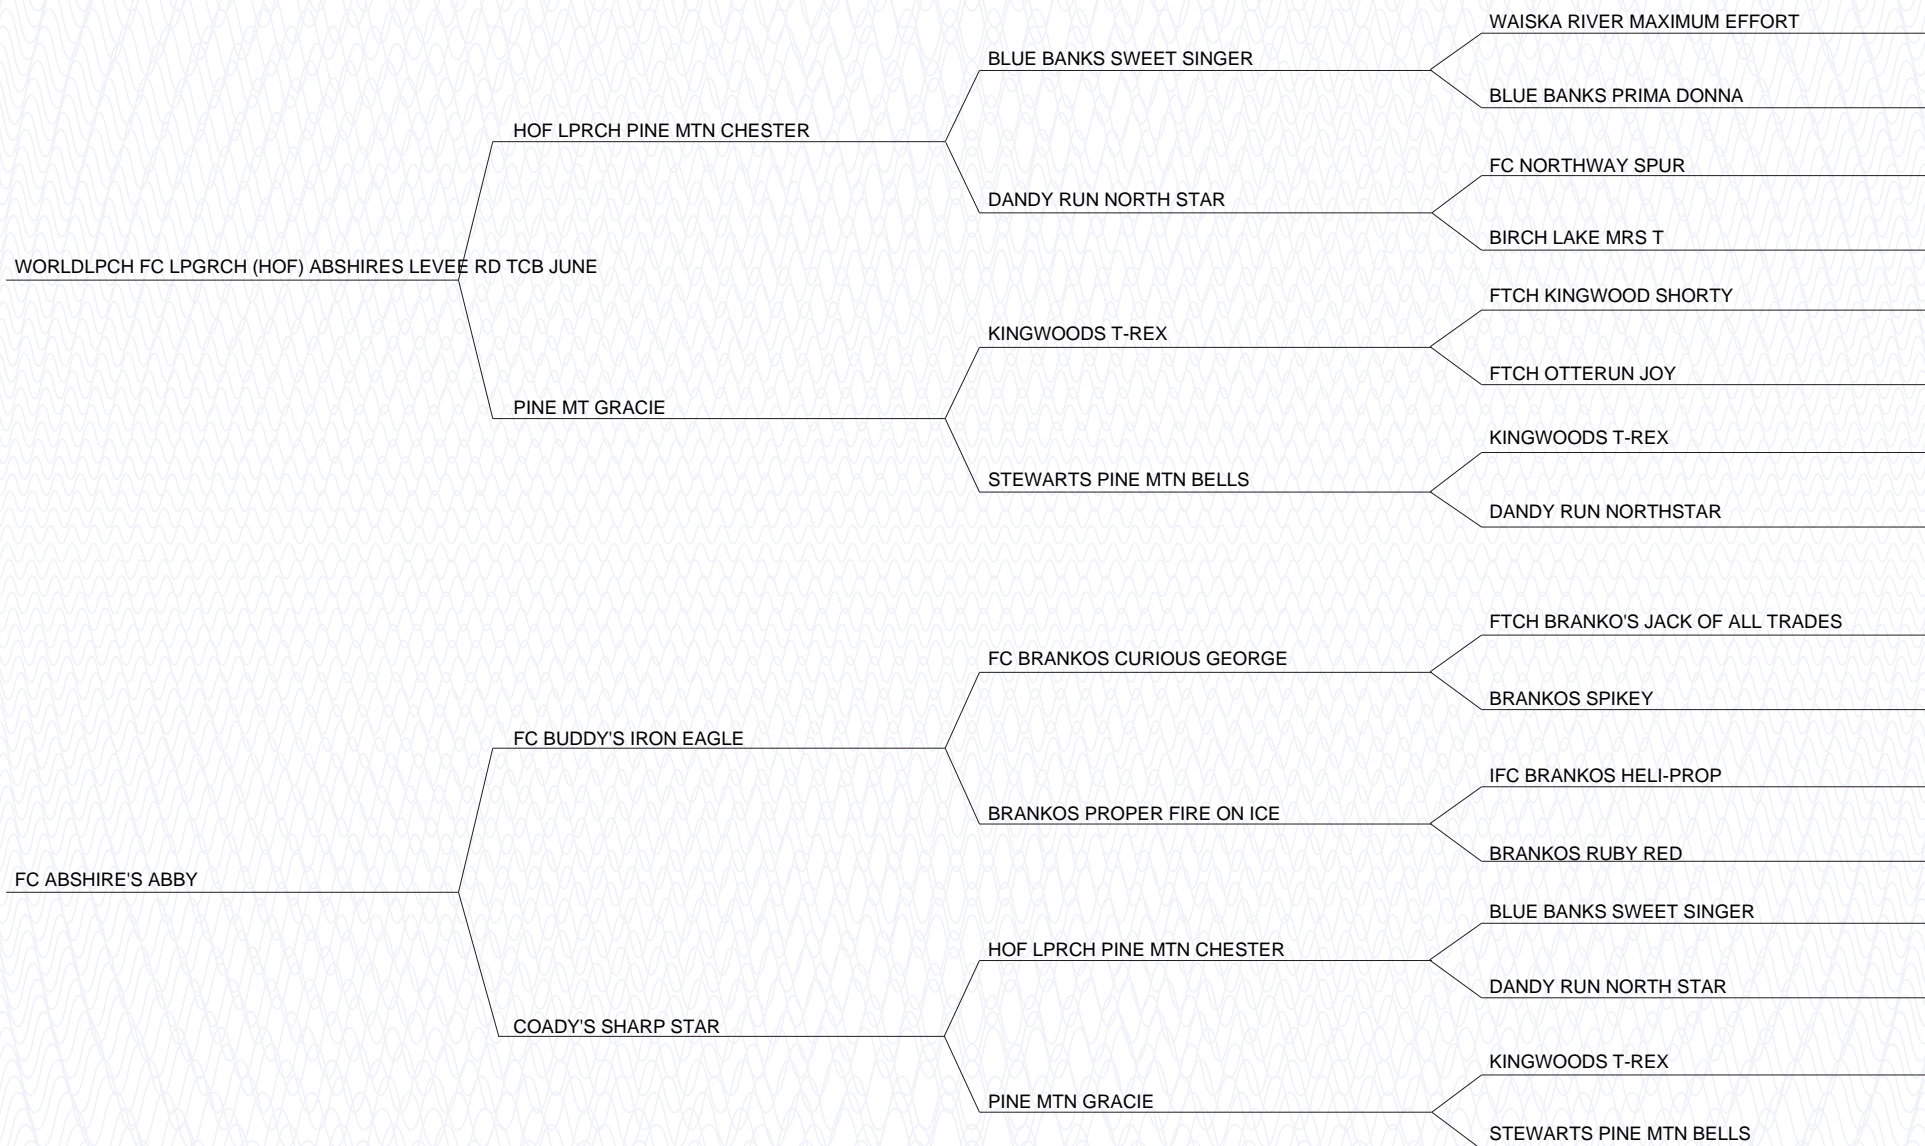 WAISKA RIVER MAXIMUM EFFORT
BLUE BANKS SWEET SINGER
BLUE BANKS PRIMA DONNA
HOF LPRCH PINE MTN CHESTER
FC NORTHWAY SPUR
DANDY RUN NORTH STAR
BIRCH LAKE MRS T
WORLDLPCH FC LPGRCH (HOF) ABSHIRES LEVEE RD TCB JUNE
FTCH KINGWOOD SHORTY
KINGWOODS T-REX
FTCH OTTERUN JOY
PINE MT GRACIE
KINGWOODS T-REX
STEWARTS PINE MTN BELLS
DANDY RUN NORTHSTAR
FTCH BRANKO'S JACK OF ALL TRADES
FC BRANKOS CURIOUS GEORGE
BRANKOS SPIKEY
FC BUDDY'S IRON EAGLE
IFC BRANKOS HELI-PROP
BRANKOS PROPER FIRE ON ICE
BRANKOS RUBY RED
FC ABSHIRE'S ABBY
BLUE BANKS SWEET SINGER
HOF LPRCH PINE MTN CHESTER
DANDY RUN NORTH STAR
COADY'S SHARP STAR
KINGWOODS T-REX
PINE MTN GRACIE
STEWARTS PINE MTN BELLS